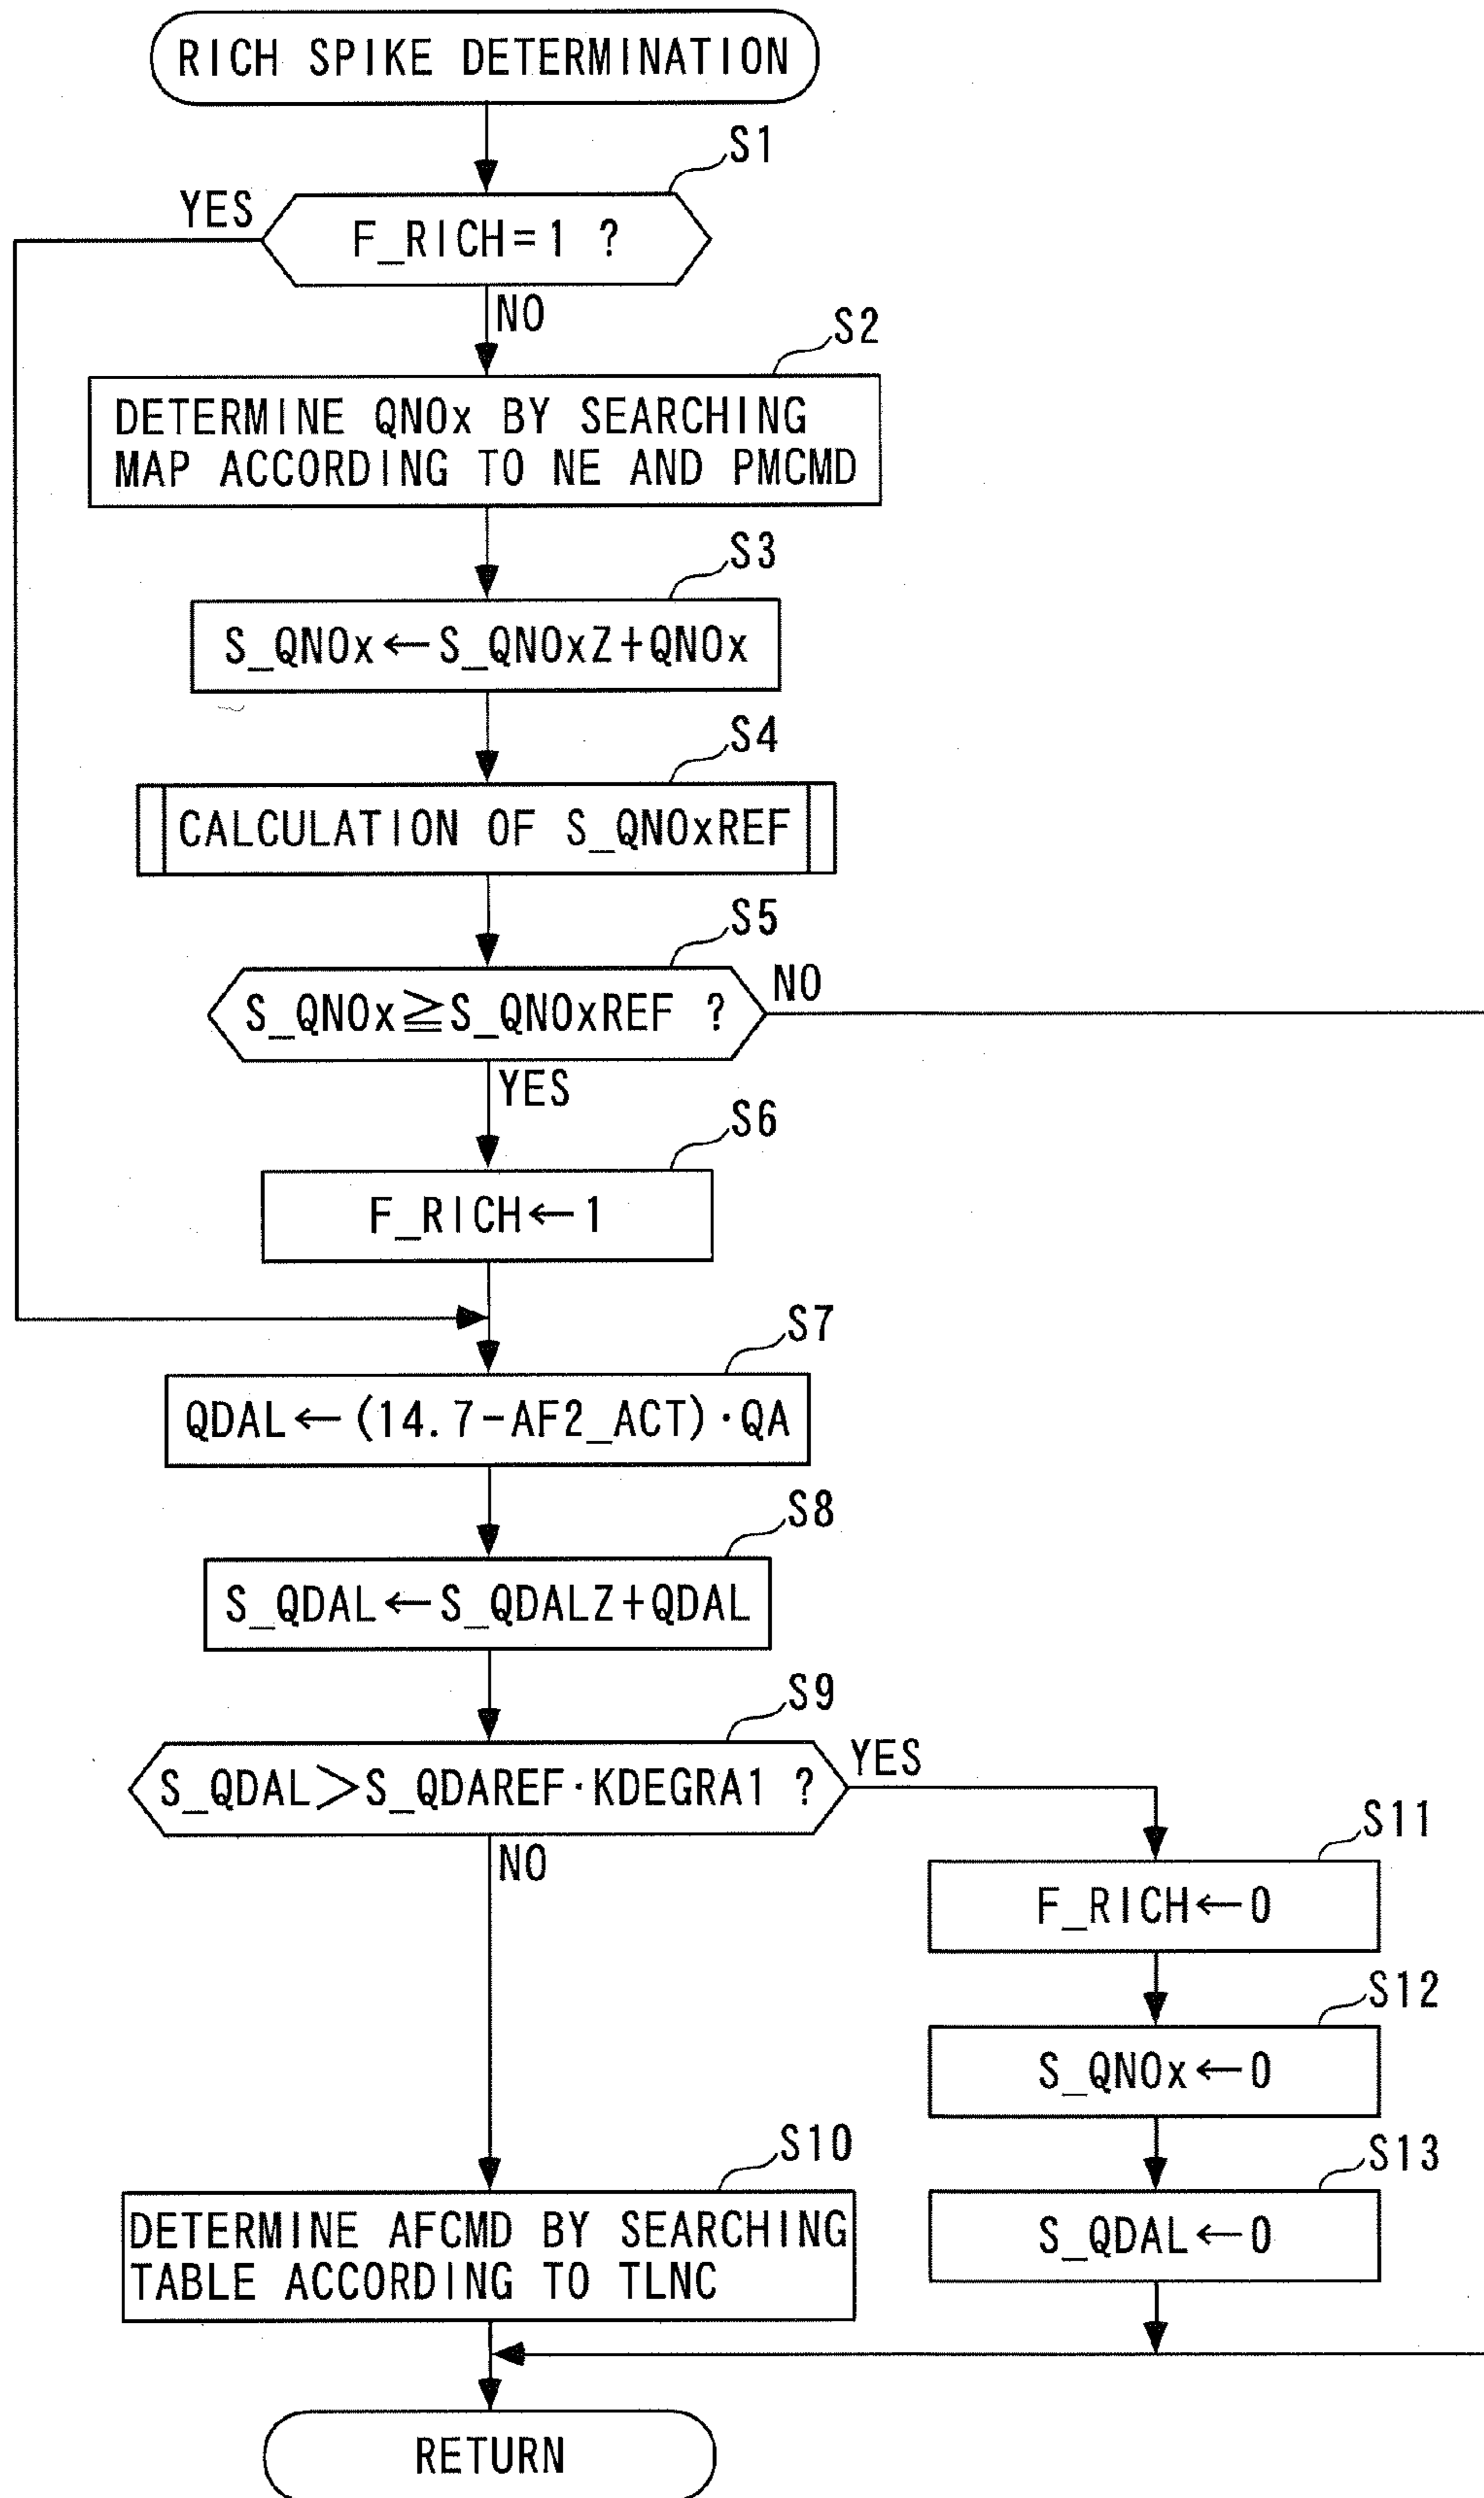 RICH SPIKE DETERMINATION
S1
YES
F_RICH=1 ?
NO
S2
DETERMINE QNOx BY SEARCHING
MAP ACCORDING TO NE AND PMCMD
S3
S_QNOx←S_QNOxZ+QNOx
S4
CALCULATION OF S_QNOxREF
S5
S_QNOx≧S_QNOxREF ?
NO
YES
S6
F_RICH←1
S7
QDAL←(14.7-AF2_ACT)·QA
S8
S_QDAL←S_QDALZ+QDAL
S9
S_QDAL>S_QDAREF·KDEGRA1 ?
YES
NO
S11
F_RICH←0
S12
S_QNOx←0
S13
S_QDAL←0
S10
DETERMINE AFCMD BY SEARCHING
TABLE ACCORDING TO TLNC
RETURN